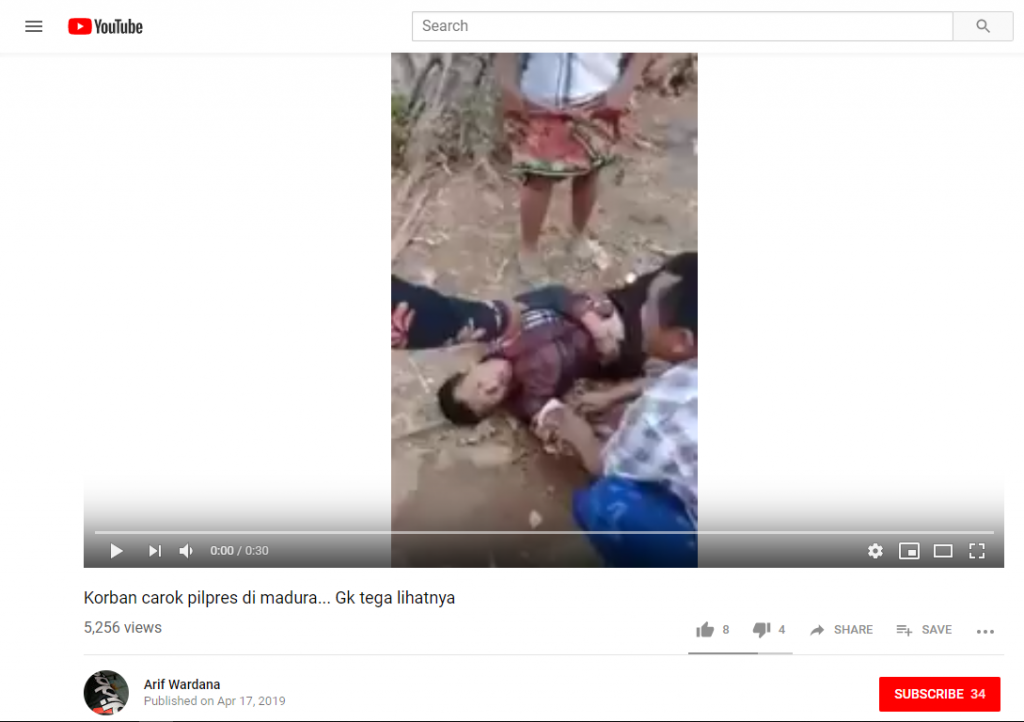 YouTube
Search
0:00 / 0:30
Korban carok pilpres di madura... Gk tega lihatnya
5,256 views
8
4
SHARE
SAVE
Arif Wardana
Published on Apr 17, 2019
SUBSCRIBE 34